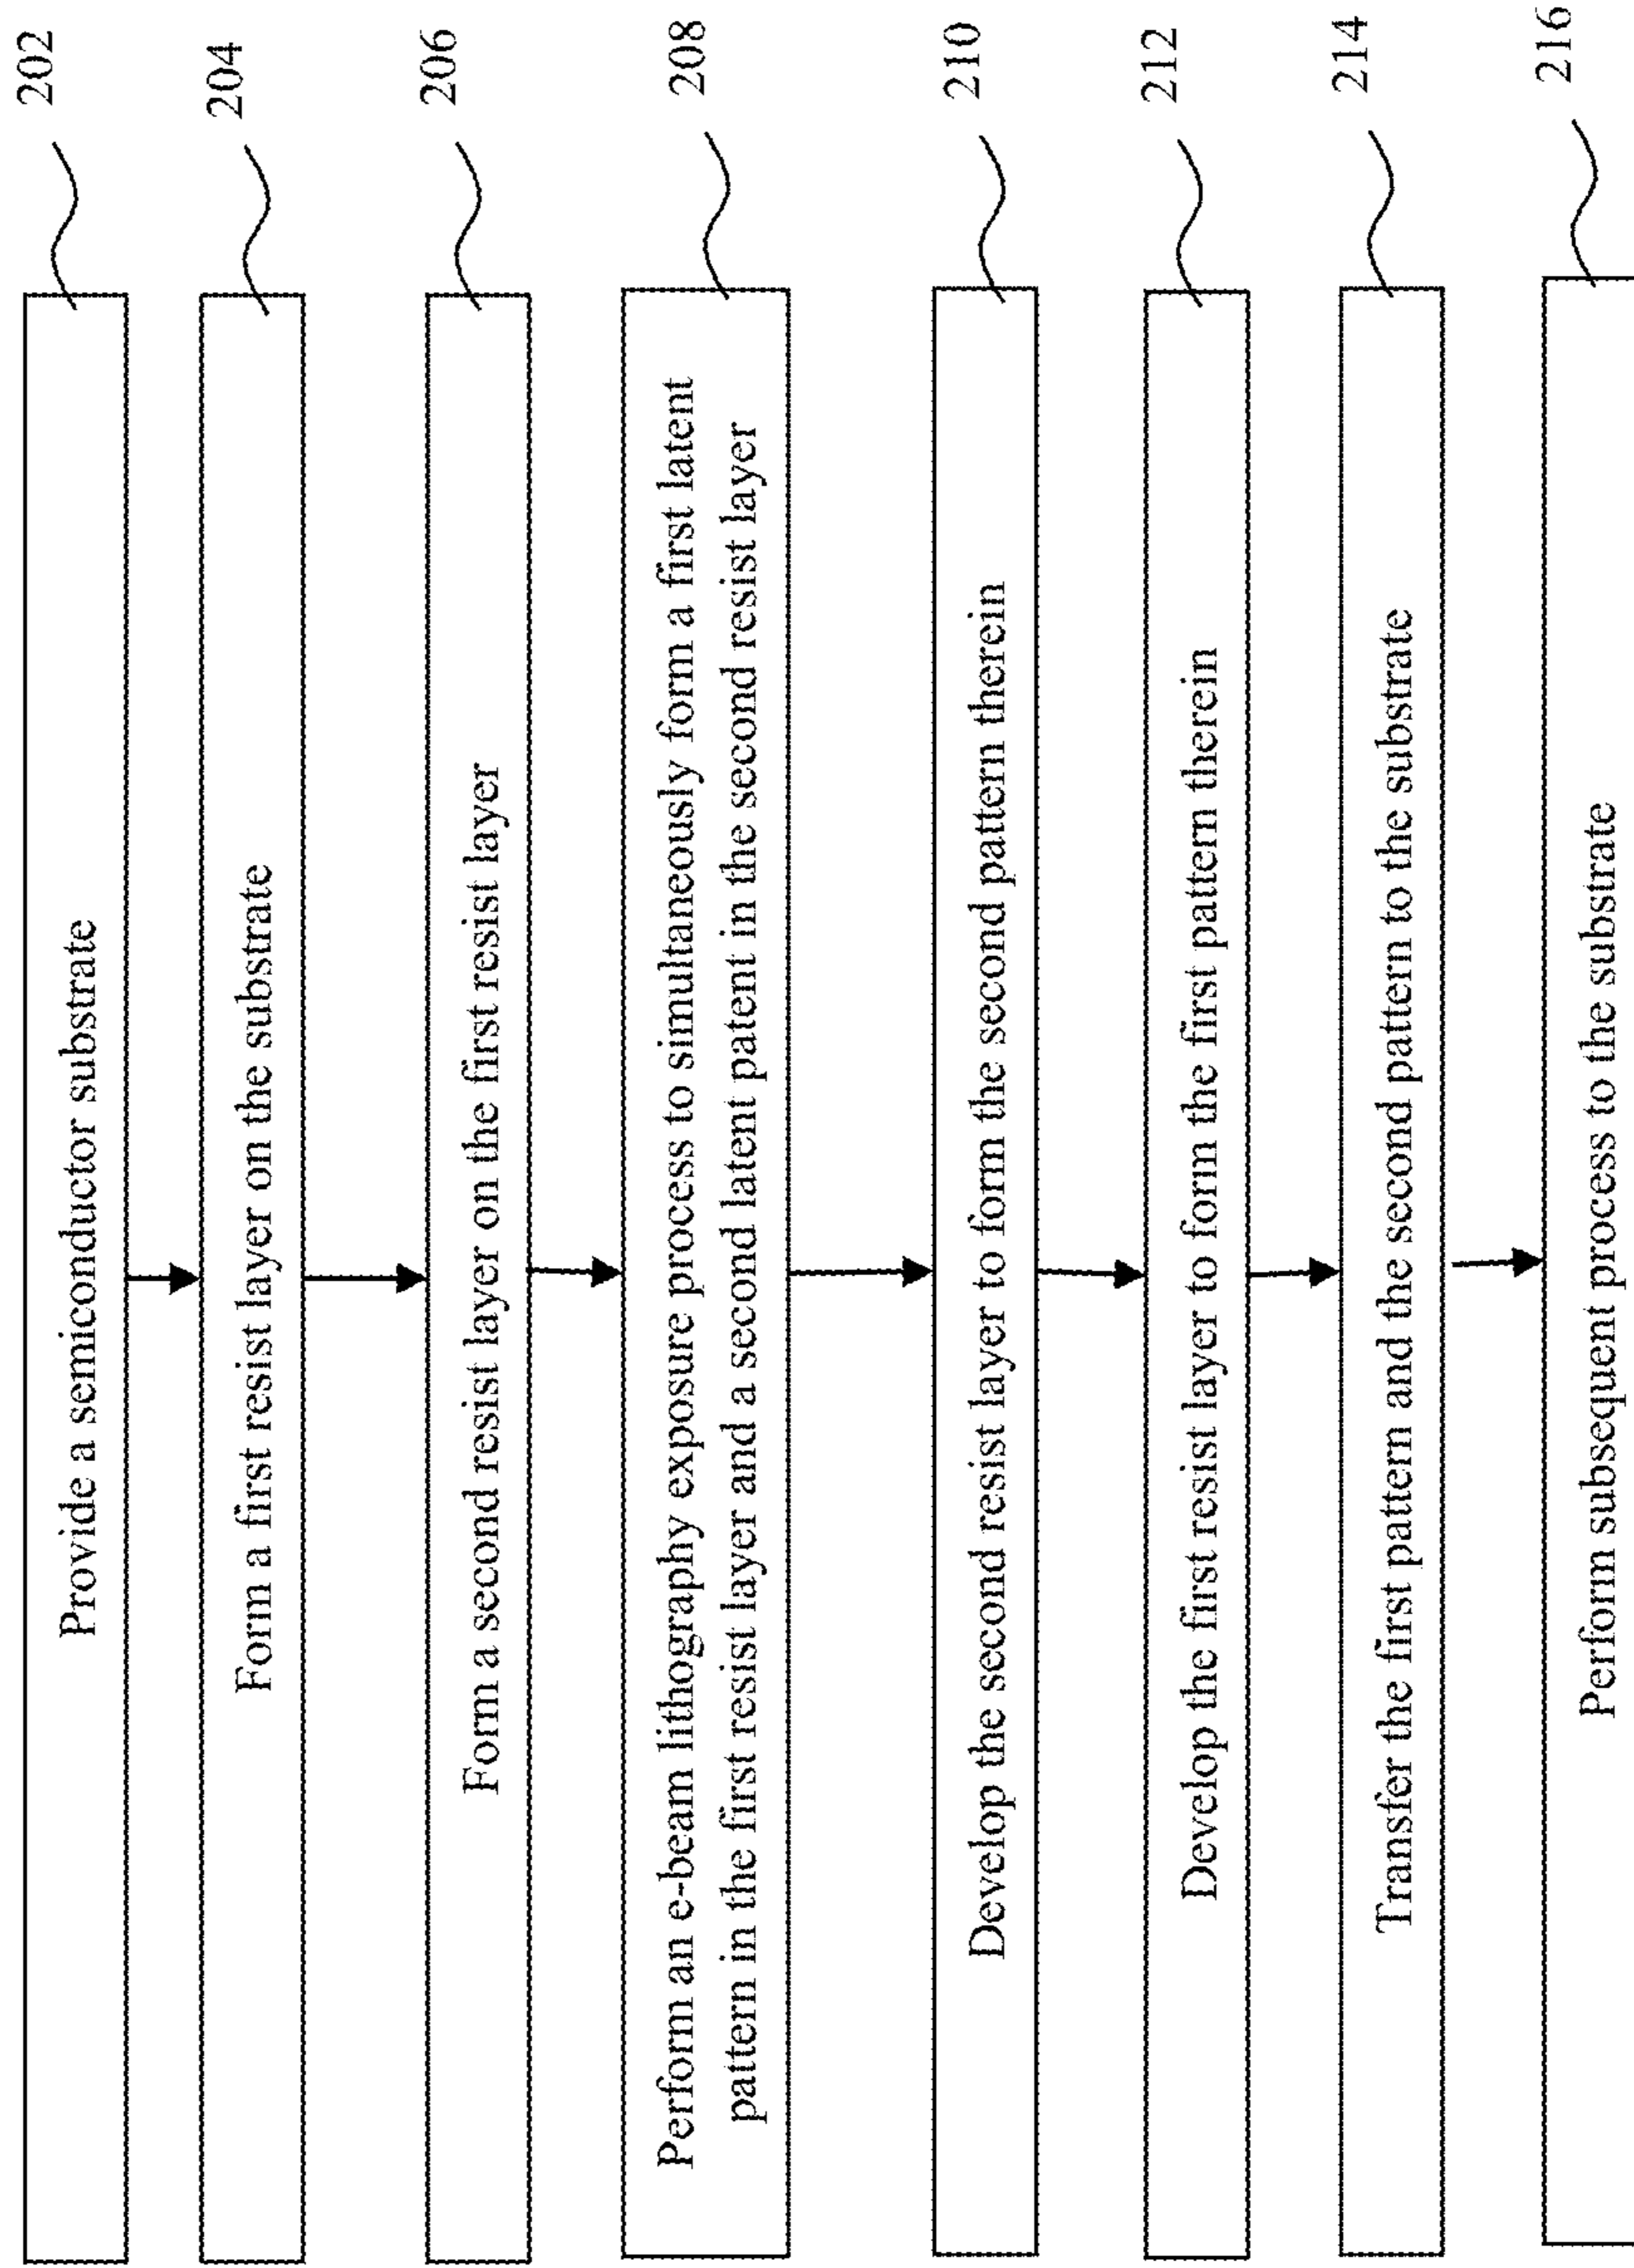 Provide a semiconductor substrate
202
Form a first resist layer on the substrate
204
Form a second resist layer on the first resist layer
206
Perform an e-beam lithography exposure process to simultaneously form a first latent
pattern in the first resist layer and a second latent patent in the second resist layer
208
Develop the second resist layer to form the second pattern therein
210
Develop the first resist layer to form the first pattern therein
212
Transfer the first pattern and the second pattern to the substrate
214
Perform subsequent process to the substrate
216